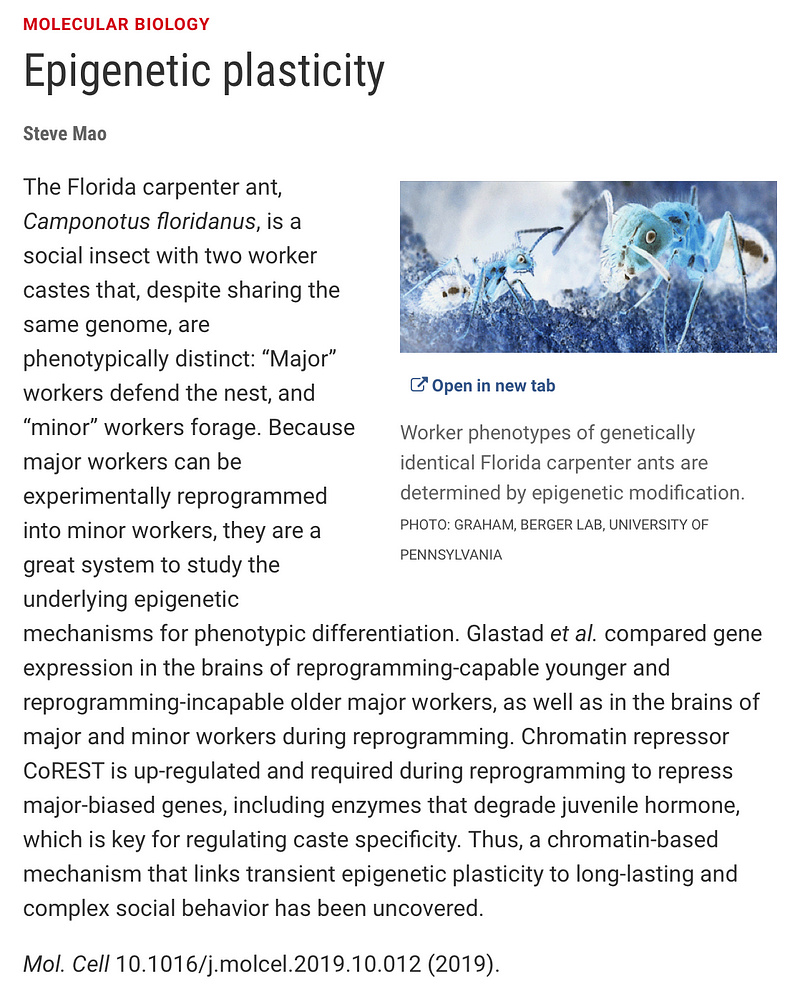 MOLECULAR BIOLOGY
Epigenetic plasticity
Steve Mao
The Florida carpenter ant,
Camponotus floridanus, is a
social insect with two worker
castes that, despite sharing the
same genome, are
phenotypically distinct: “Major”
workers defend the nest, and
“minor” workers forage. Because
major workers can be
experimentally reprogrammed
into minor workers, they are a
great system to study the
underlying epigenetic
mechanisms for phenotypic differentiation. Glastad et al. compared gene
expression in the brains of reprogramming-capable younger and
reprogramming-incapable older major workers, as well as in the brains of
major and minor workers during reprogramming. Chromatin repressor
CoREST is up-regulated and required during reprogramming to repress
major-biased genes, including enzymes that degrade juvenile hormone,
which is key for regulating caste specificity. Thus, a chromatin-based
mechanism that links transient epigenetic plasticity to long-lasting and
complex social behavior has been uncovered.
Open in new tab
Worker phenotypes of genetically
identical Florida carpenter ants are
determined by epigenetic modification.
PHOTO: GRAHAM, BERGER LAB, UNIVERSITY OF
PENNSYLVANIA
Mol. Cell 10.1016/j.molcel.2019.10.012 (2019).